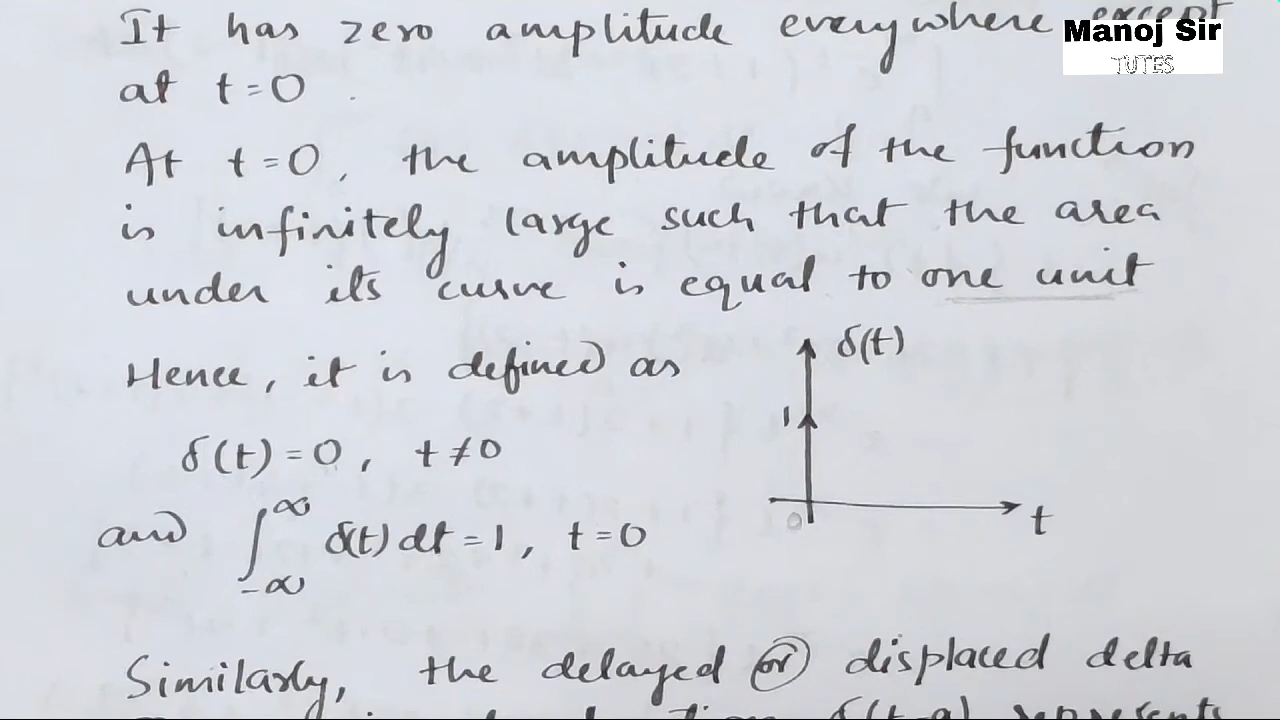 It has zero amplitude everywhere except
Manoj Sir
TUTES
at t=0.
At t=0, the amplitude of the function
is infinitely large such that the area
under its curve is equal to one unit
Hence, it is defined as
δ(t)
1
δ(t)=0, t≠0
0
t
and ∫_{-∞}^{∞} δ(t) dt = 1, t=0
Similarly, the delayed or displaced delta
δ(t-a) represents